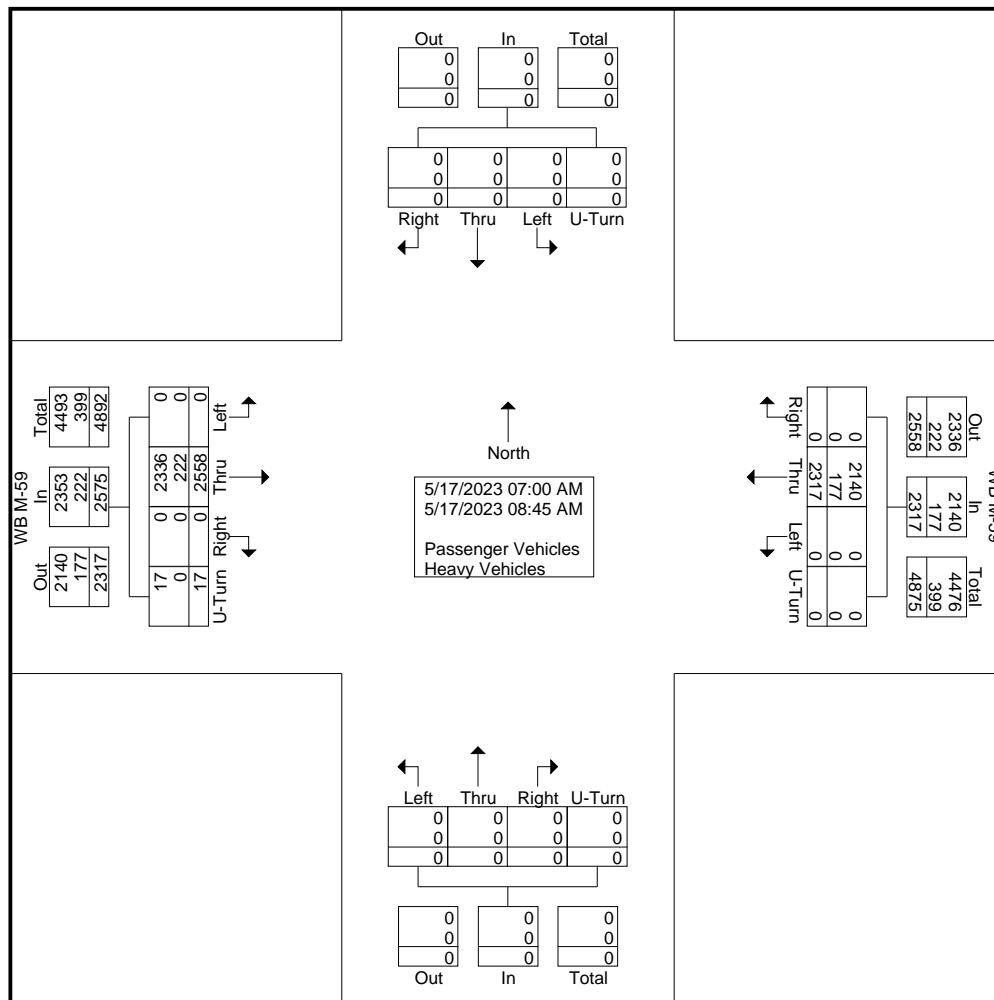 Out In Total
0 0 0
0 0 0
0 0 0
0 0 0 0
0 0 0 0
0 0 0 0
Right Thru Left U-Turn
WB M-59
Total In Out
4493 2353 2140
399 222 177
4892 2575 2317
0 2336 0 17
0 222 0 0
0 2558 0 17
Left Thru Right U-Turn
North
5/17/2023 07:00 AM
5/17/2023 08:45 AM
Passenger Vehicles
Heavy Vehicles
Right Thru Left U-Turn
0 2317 0 0
0 177 0 0
0 2140 0 0
2558 2317 4875
222 177 399
2336 2140 4476
Out In Total
WB M-59
Left Thru Right U-Turn
0 0 0 0
0 0 0 0
0 0 0 0
0 0 0
0 0 0
0 0 0
Out In Total